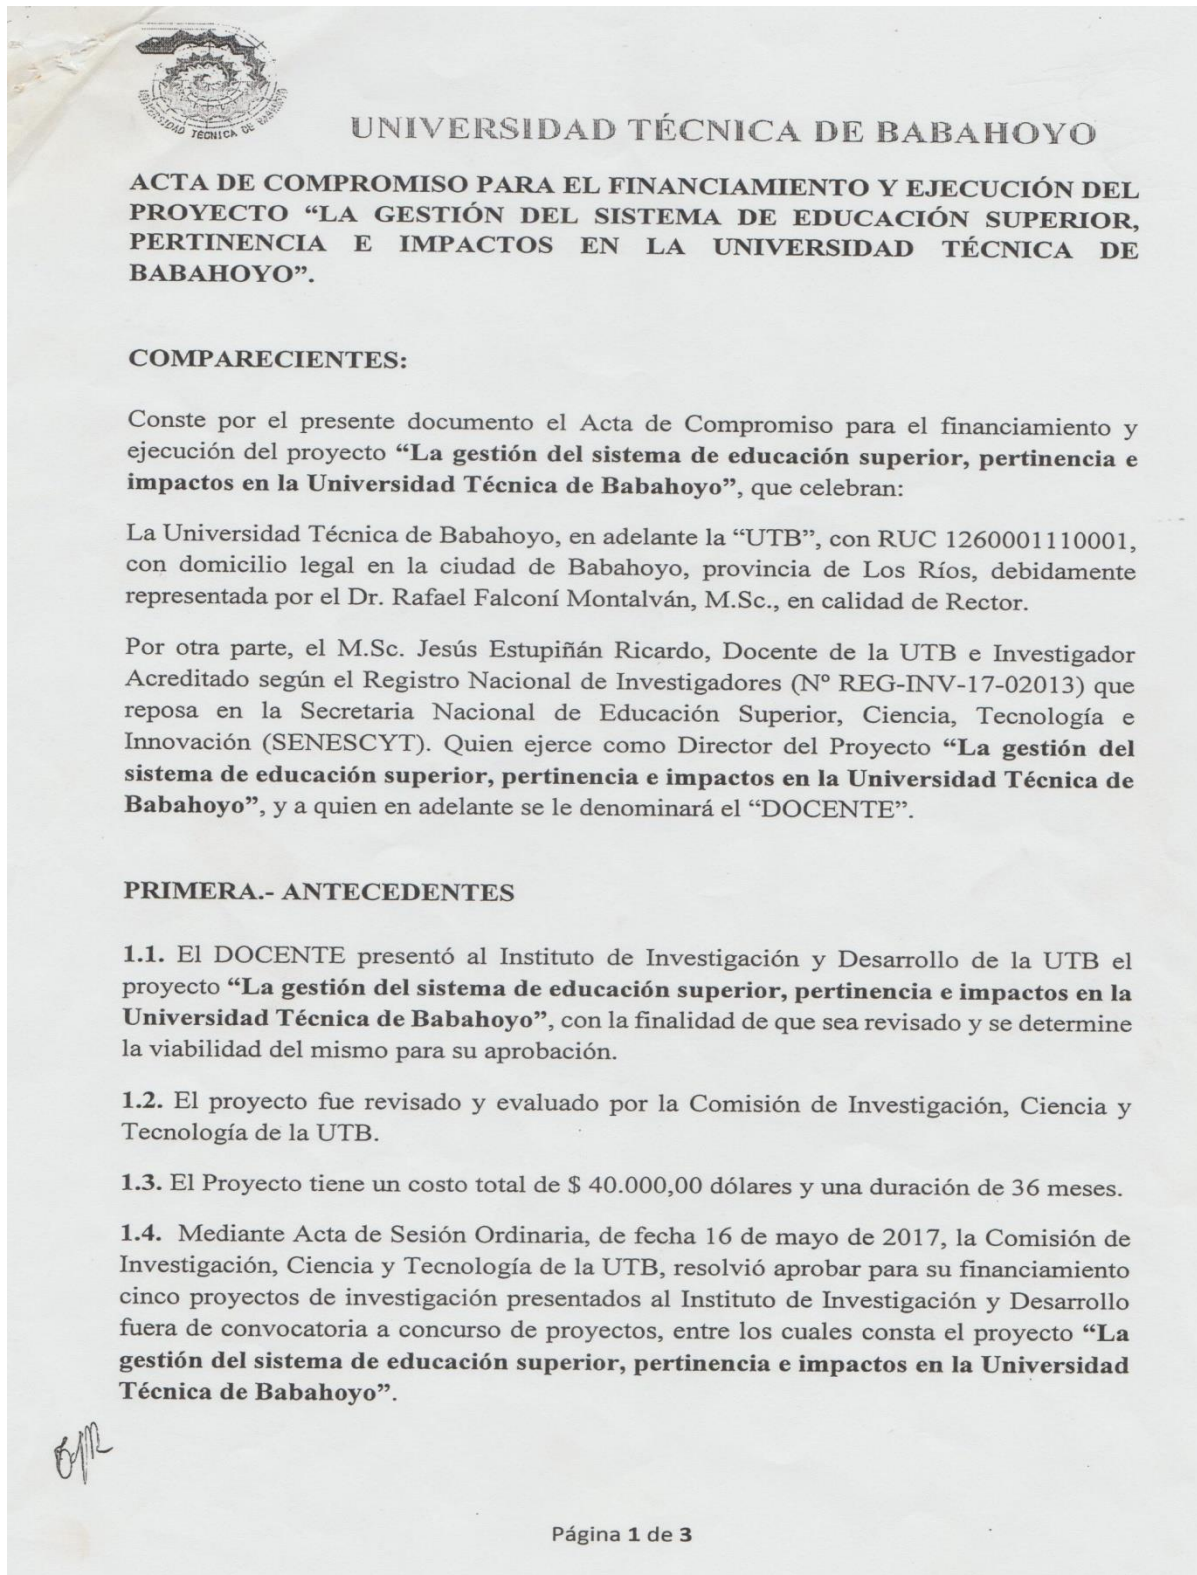 UNIVERSIDAD TÉCNICA DE BABAHOYO
UNIVERSIDAD TÉCNICA DE BABAHOYO
ACTA DE COMPROMISO PARA EL FINANCIAMIENTO Y EJECUCIÓN DEL
PROYECTO “LA GESTIÓN DEL SISTEMA DE EDUCACIÓN SUPERIOR,
PERTINENCIA E IMPACTOS EN LA UNIVERSIDAD TÉCNICA DE
BABAHOYO”.
COMPARECIENTES:
Conste por el presente documento el Acta de Compromiso para el financiamiento y
ejecución del proyecto “La gestión del sistema de educación superior, pertinencia e
impactos en la Universidad Técnica de Babahoyo”, que celebran:
La Universidad Técnica de Babahoyo, en adelante la “UTB”, con RUC 1260001110001,
con domicilio legal en la ciudad de Babahoyo, provincia de Los Ríos, debidamente
representada por el Dr. Rafael Falconí Montalván, M.Sc., en calidad de Rector.
Por otra parte, el M.Sc. Jesús Estupiñán Ricardo, Docente de la UTB e Investigador
Acreditado según el Registro Nacional de Investigadores (Nº REG-INV-17-02013) que
reposa en la Secretaria Nacional de Educación Superior, Ciencia, Tecnología e
Innovación (SENESCYT). Quien ejerce como Director del Proyecto “La gestión del
sistema de educación superior, pertinencia e impactos en la Universidad Técnica de
Babahoyo”, y a quien en adelante se le denominará el “DOCENTE”.
PRIMERA.- ANTECEDENTES
1.1. El DOCENTE presentó al Instituto de Investigación y Desarrollo de la UTB el
proyecto “La gestión del sistema de educación superior, pertinencia e impactos en la
Universidad Técnica de Babahoyo”, con la finalidad de que sea revisado y se determine
la viabilidad del mismo para su aprobación.
1.2. El proyecto fue revisado y evaluado por la Comisión de Investigación, Ciencia y
Tecnología de la UTB.
1.3. El Proyecto tiene un costo total de $ 40.000,00 dólares y una duración de 36 meses.
1.4. Mediante Acta de Sesión Ordinaria, de fecha 16 de mayo de 2017, la Comisión de
Investigación, Ciencia y Tecnología de la UTB, resolvió aprobar para su financiamiento
cinco proyectos de investigación presentados al Instituto de Investigación y Desarrollo
fuera de convocatoria a concurso de proyectos, entre los cuales consta el proyecto “La
gestión del sistema de educación superior, pertinencia e impactos en la Universidad
Técnica de Babahoyo”.
Página 1 de 3